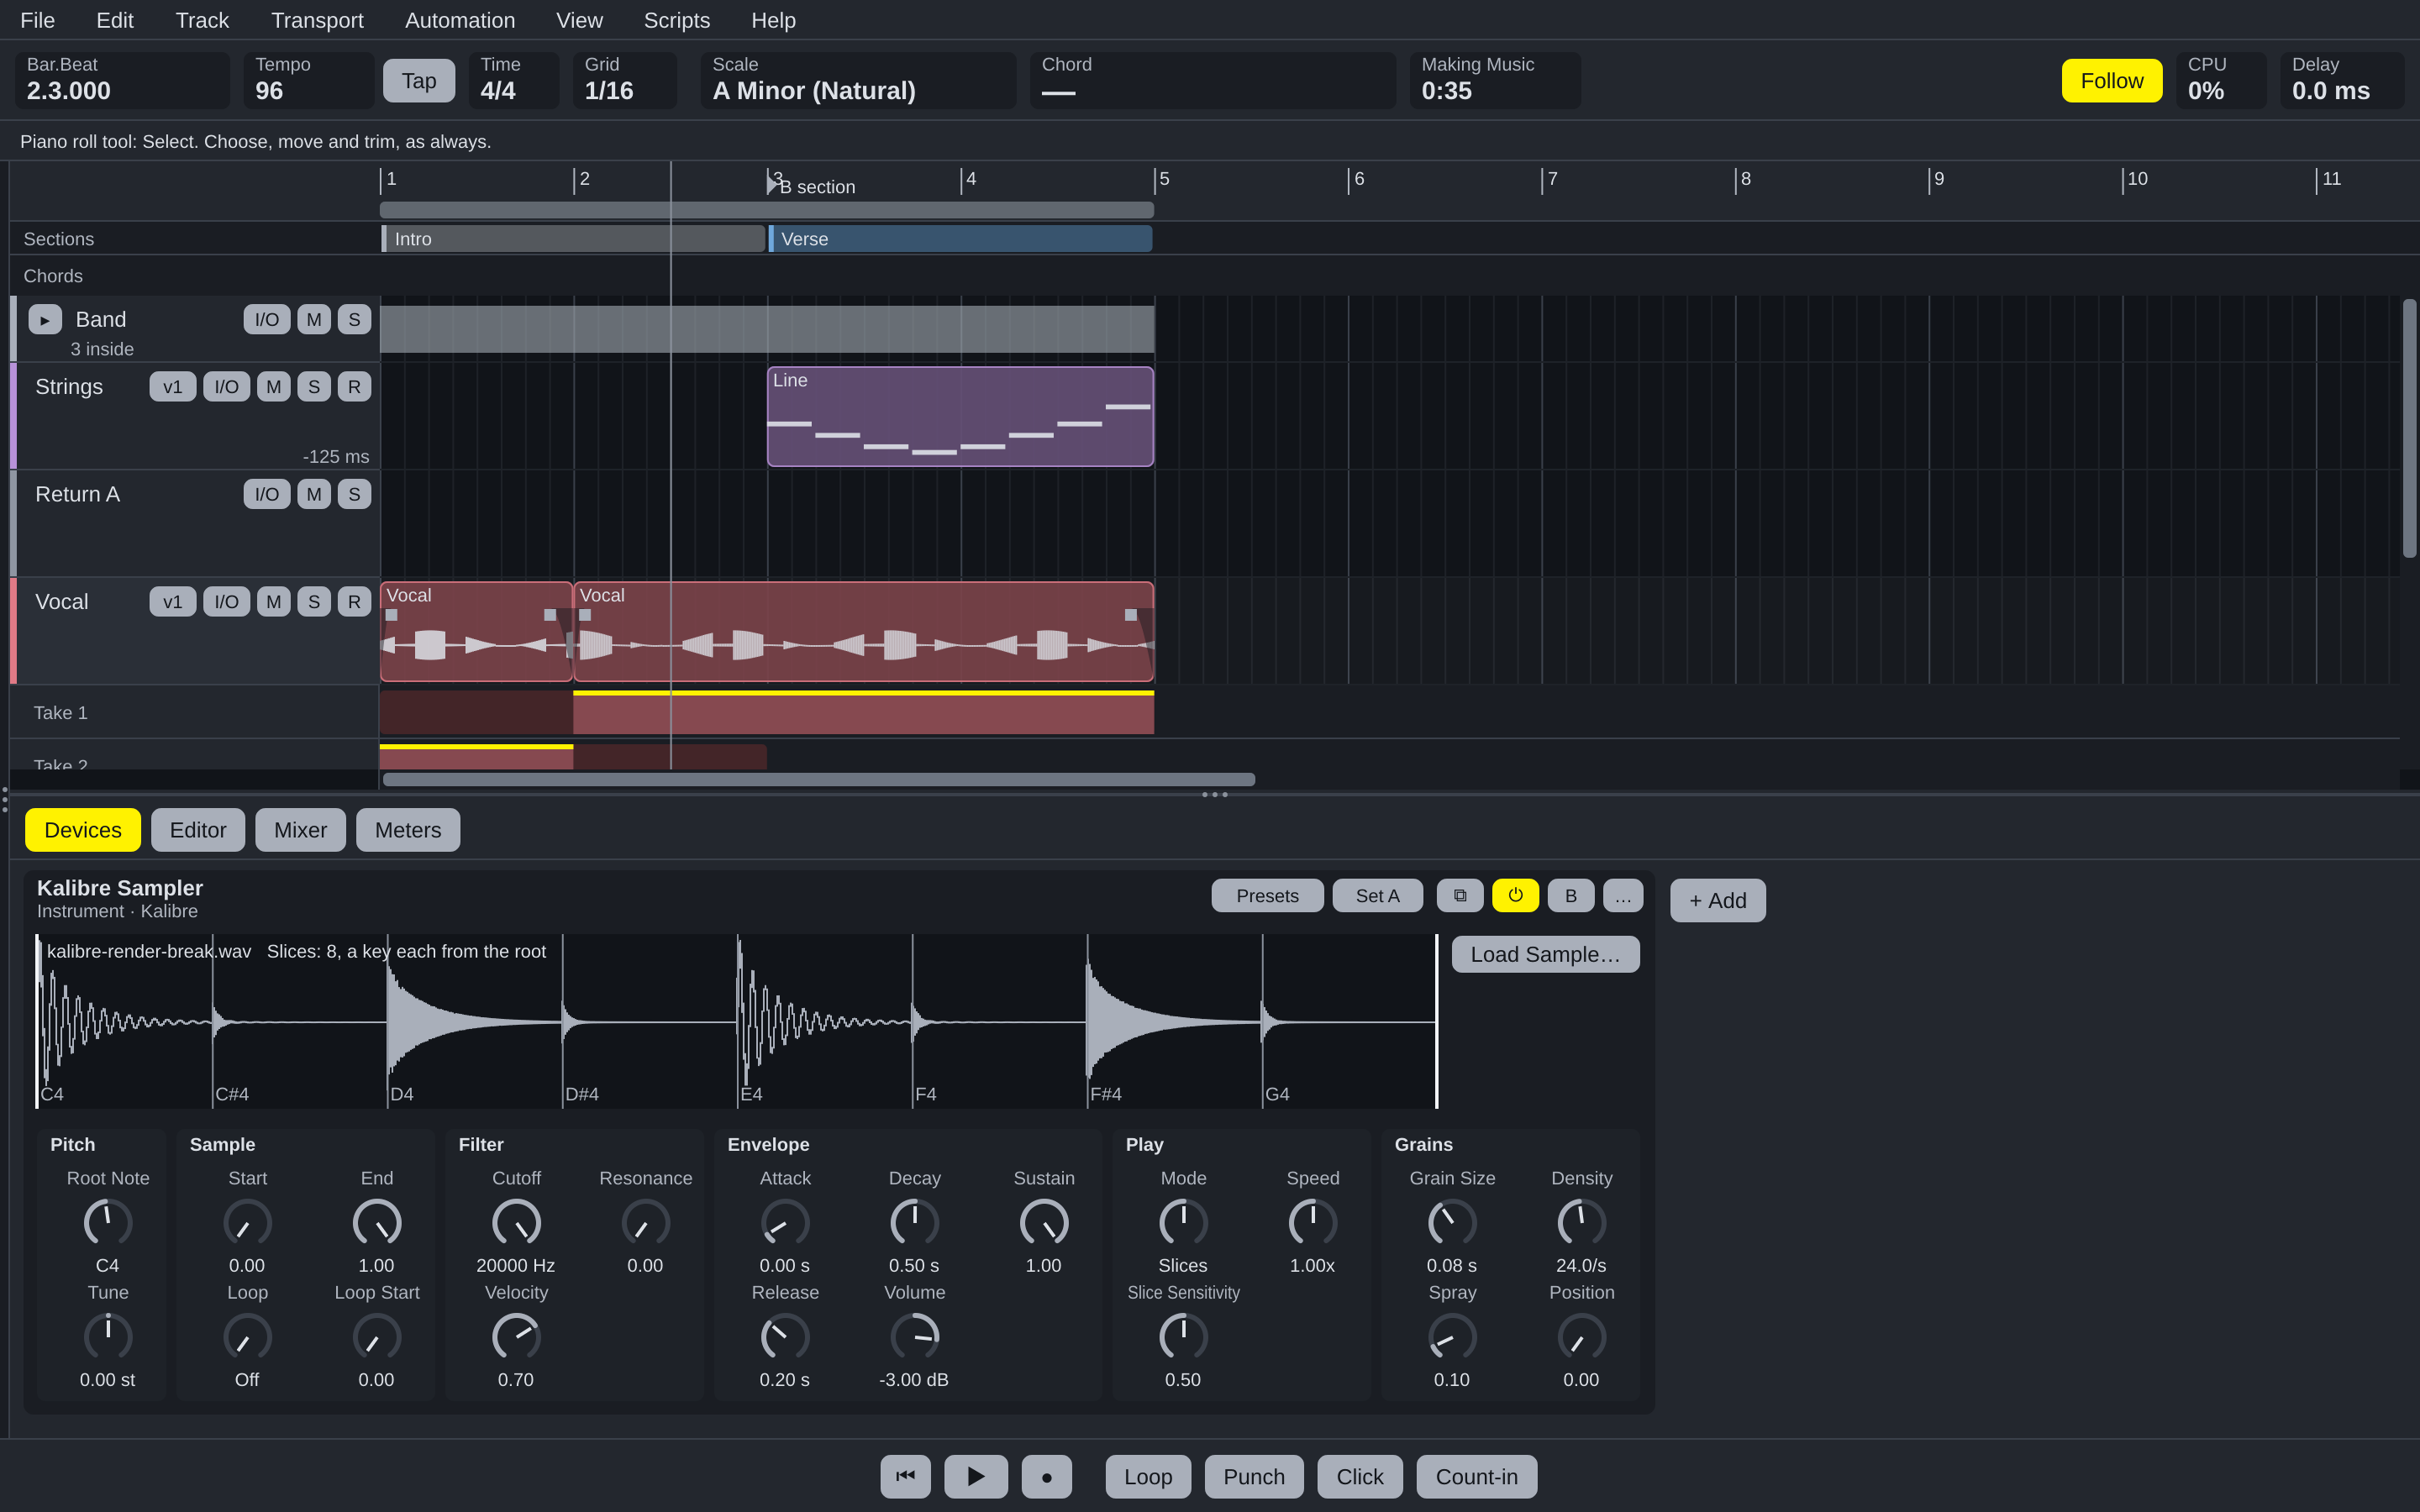 File Edit Track Transport Automation View Scripts Help
Bar.Beat Tempo Time Grid Scale Chord Making Music CPU Delay
2.3.000 96 Tap 4/4 1/16 A Minor (Natural) — 0:35 Follow 0% 0.0 ms
Piano roll tool: Select. Choose, move and trim, as always.
1 2 3 4 5 6 7 8 9 10 11
B section
Sections Intro Verse
Chords
▸ Band I/O M S
3 inside
Strings v1 I/O M S R Line
-125 ms
Return A I/O M S
Vocal v1 I/O M S R Vocal Vocal
Take 1
Take 2
Devices Editor Mixer Meters
Kalibre Sampler Presets Set A B … + Add
Instrument · Kalibre
kalibre-render-break.wav Slices: 8, a key each from the root Load Sample…
C4 C#4 D4 D#4 E4 F4 F#4 G4
Pitch Sample Filter Envelope Play Grains
Root Note Start End Cutoff Resonance Attack Decay Sustain Mode Speed Grain Size Density
C4 0.00 1.00 20000 Hz 0.00 0.00 s 0.50 s 1.00 Slices 1.00x 0.08 s 24.0/s
Tune Loop Loop Start Velocity Release Volume Slice Sensitivity Spray Position
0.00 st Off 0.00 0.70 0.20 s -3.00 dB 0.50 0.10 0.00
Loop Punch Click Count-in